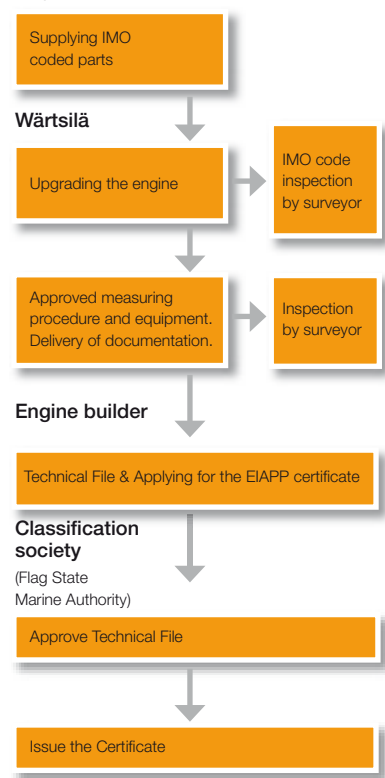 Supplying IMO
coded parts
Wärtsilä
Upgrading the engine
IMO code
inspection
by surveyor
Approved measuring
procedure and equipment.
Delivery of documentation.
Inspection
by surveyor
Engine builder
Technical File & Applying for the EIAPP certificate
Classification
society
(Flag State
Marine Authority)
Approve Technical File
Issue the Certificate